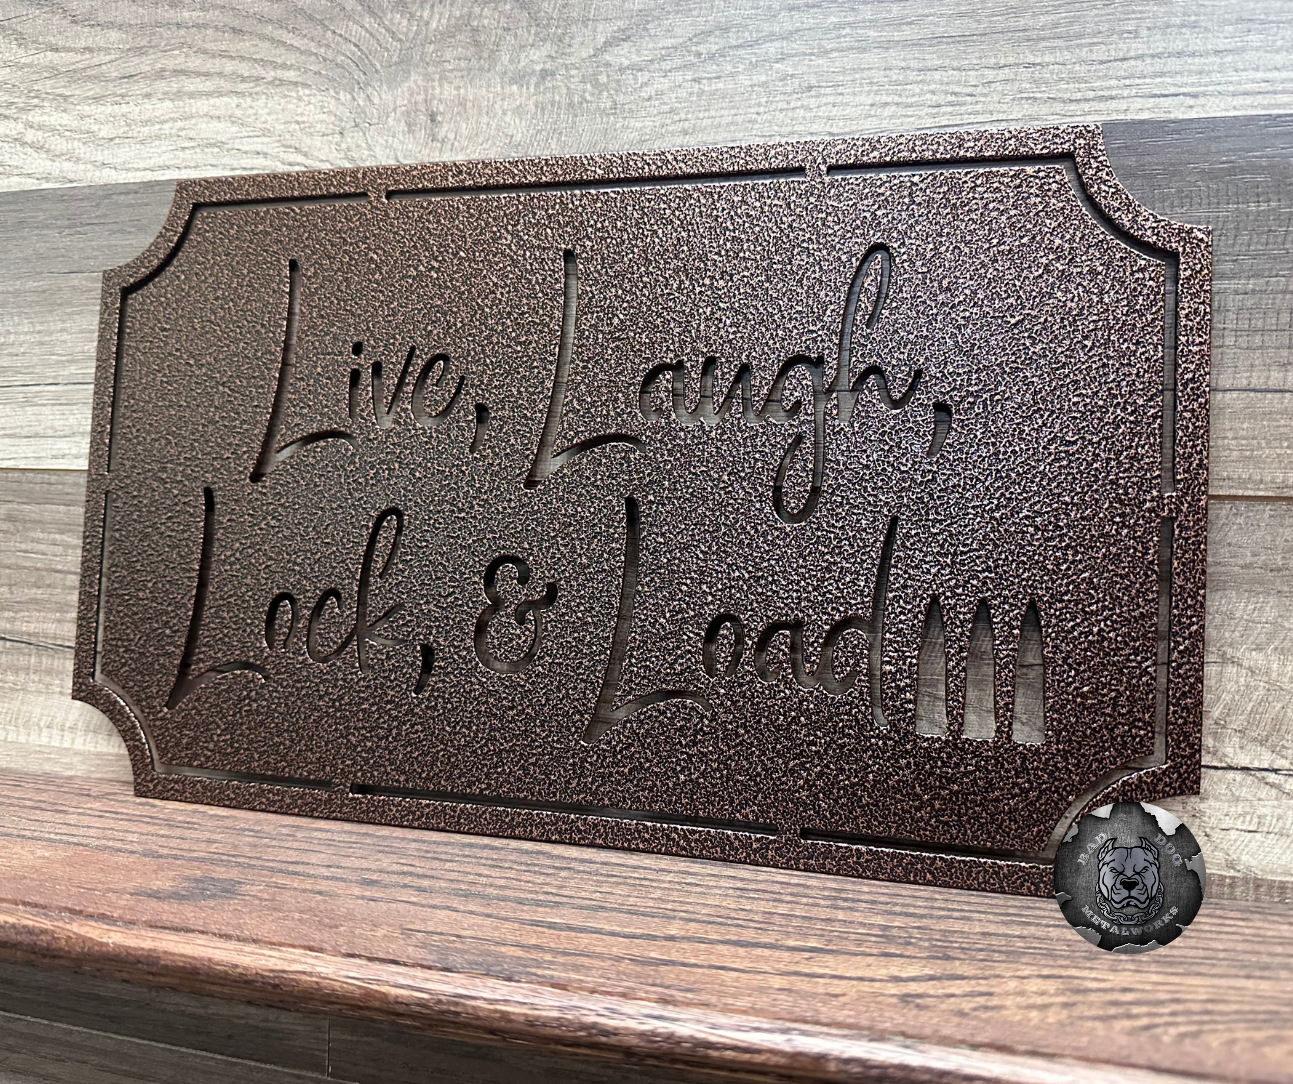 Live, Laugh,
Lock, & Load
BAD DOG
METALWORKS